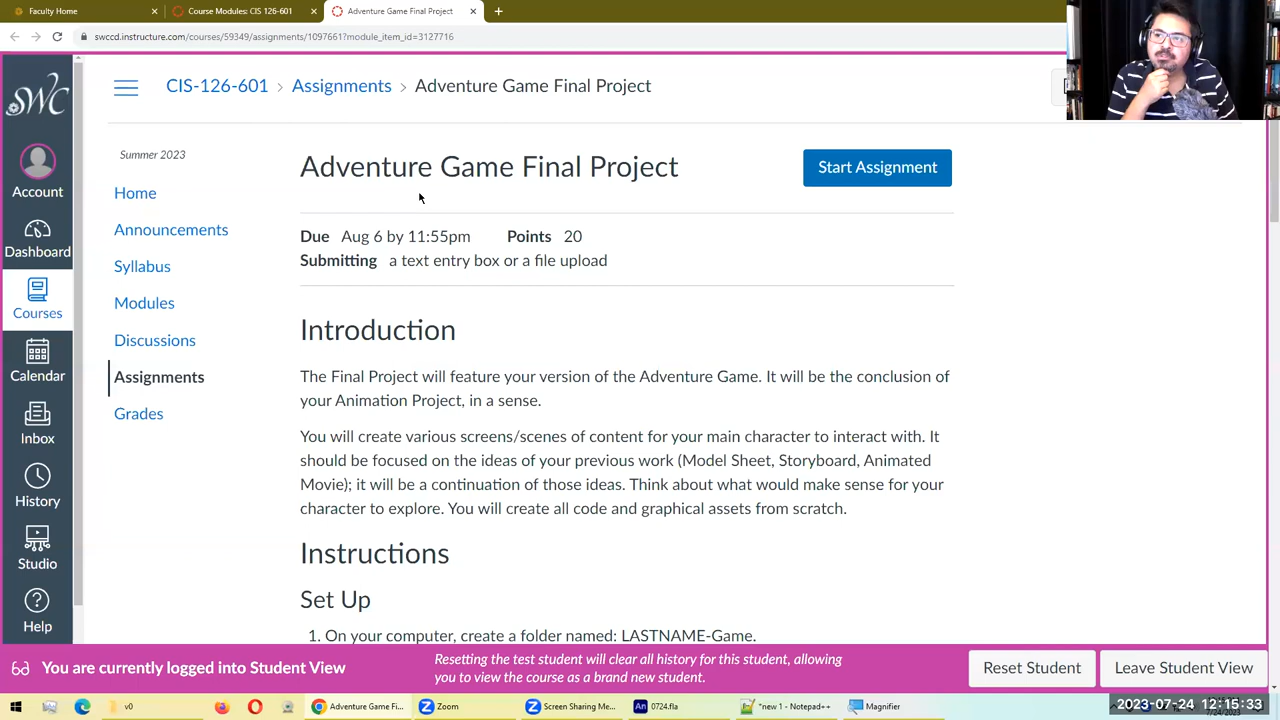 Faculty Home
Course Modules: CIS 126-601
Adventure Game Final Project
swccd.instructure.com/courses/59349/assignments/1097661?module_item_id=3127716
SWC
CIS-126-601 > Assignments > Adventure Game Final Project
Account
Dashboard
Courses
Calendar
Inbox
History
Studio
Help
Summer 2023
Home
Announcements
Syllabus
Modules
Discussions
Assignments
Grades
Adventure Game Final Project
Start Assignment
Due Aug 6 by 11:55pm Points 20
Submitting a text entry box or a file upload
Introduction
The Final Project will feature your version of the Adventure Game. It will be the conclusion of
your Animation Project, in a sense.
You will create various screens/scenes of content for your main character to interact with. It
should be focused on the ideas of your previous work (Model Sheet, Storyboard, Animated
Movie); it will be a continuation of those ideas. Think about what would make sense for your
character to explore. You will create all code and graphical assets from scratch.
Instructions
Set Up
1. On your computer, create a folder named: LASTNAME-Game.
You are currently logged into Student View
Resetting the test student will clear all history for this student, allowing
you to view the course as a brand new student.
Reset Student
Leave Student View
v0
Adventure Game Fi...
Zoom
Screen Sharing Me...
An 0724.fla
*new 1 - Notepad++
Magnifier
2023-07-24 12:15:33